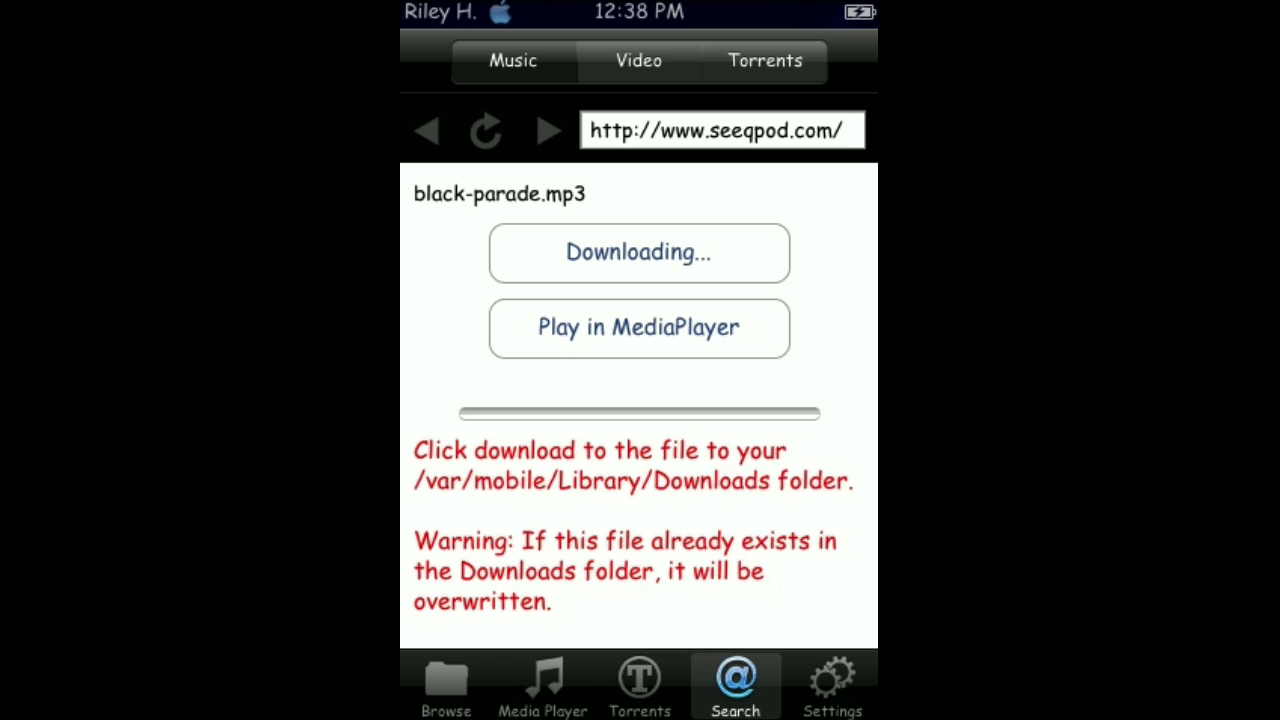 Riley H. 12:38 PM
Music Video Torrents
http://www.seeqpod.com/
black-parade.mp3
Downloading...
Play in MediaPlayer
Click download to the file to your
/var/mobile/Library/Downloads folder.
Warning: If this file already exists in
the Downloads folder, it will be
overwritten.
T @
Browse Media Player Torrents Search Settings